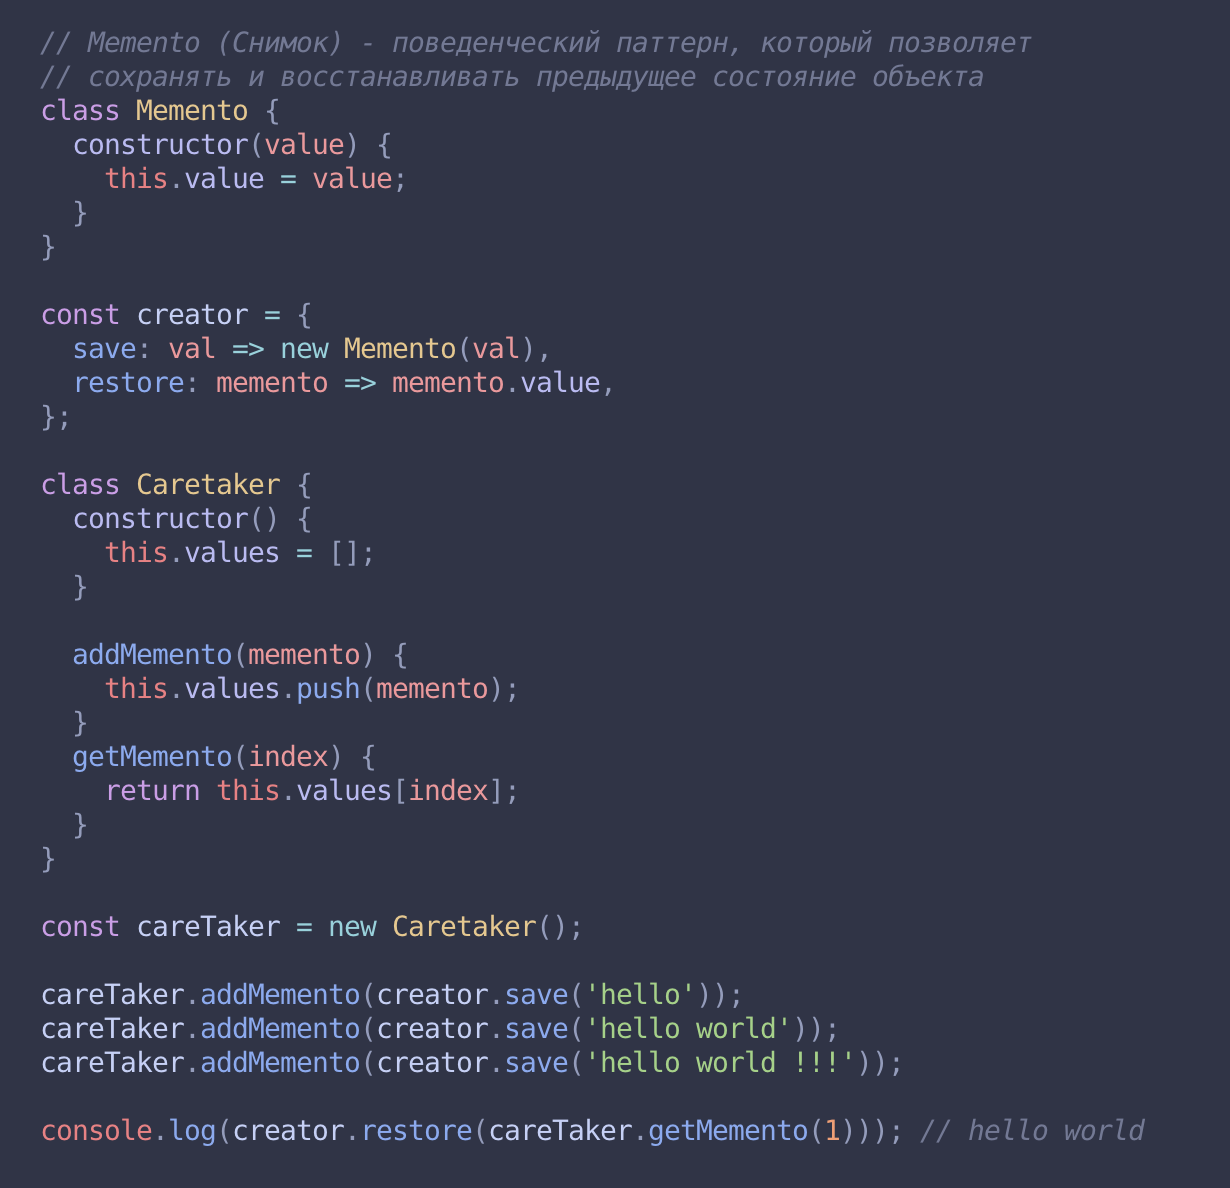 // Memento (Снимок) - поведенческий паттерн, который позволяет
// сохранять и восстанавливать предыдущее состояние объекта
class Memento {
  constructor(value) {
    this.value = value;
  }
}

const creator = {
  save: val => new Memento(val),
  restore: memento => memento.value,
};

class Caretaker {
  constructor() {
    this.values = [];
  }

  addMemento(memento) {
    this.values.push(memento);
  }
  getMemento(index) {
    return this.values[index];
  }
}

const careTaker = new Caretaker();

careTaker.addMemento(creator.save('hello'));
careTaker.addMemento(creator.save('hello world'));
careTaker.addMemento(creator.save('hello world !!!'));

console.log(creator.restore(careTaker.getMemento(1))); // hello world